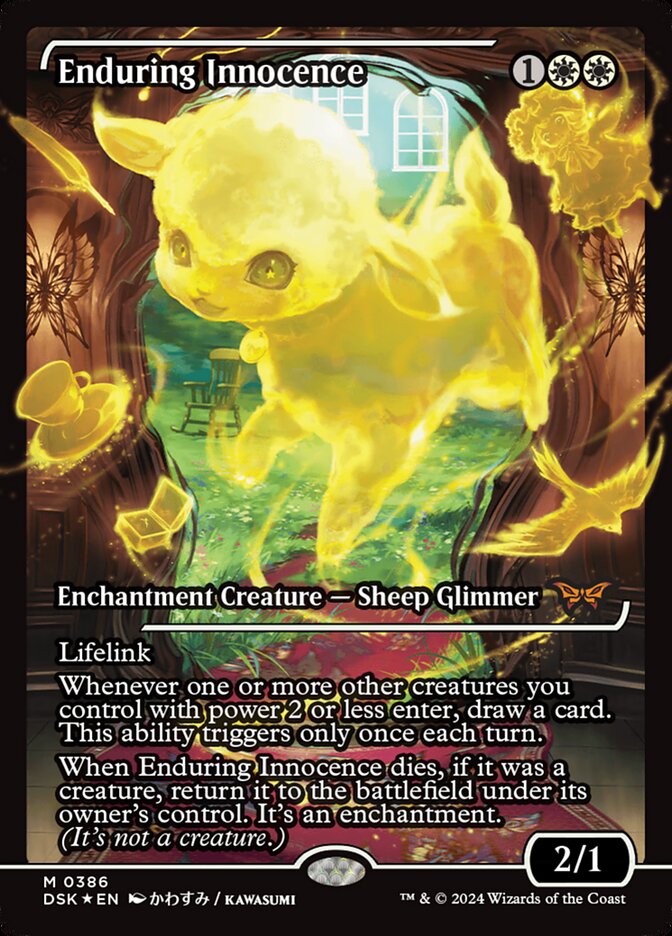 Enduring Innocence 1
Enchantment Creature — Sheep Glimmer
Lifelink
Whenever one or more other creatures you
control with power 2 or less enter, draw a card.
This ability triggers only once each turn.
When Enduring Innocence dies, if it was a
creature, return it to the battlefield under its
owner's control. It's an enchantment.
(It's not a creature.)
2/1
M 0386
DSK★EN かわすみ / KAWASUMI
™ & © 2024 Wizards of the Coast